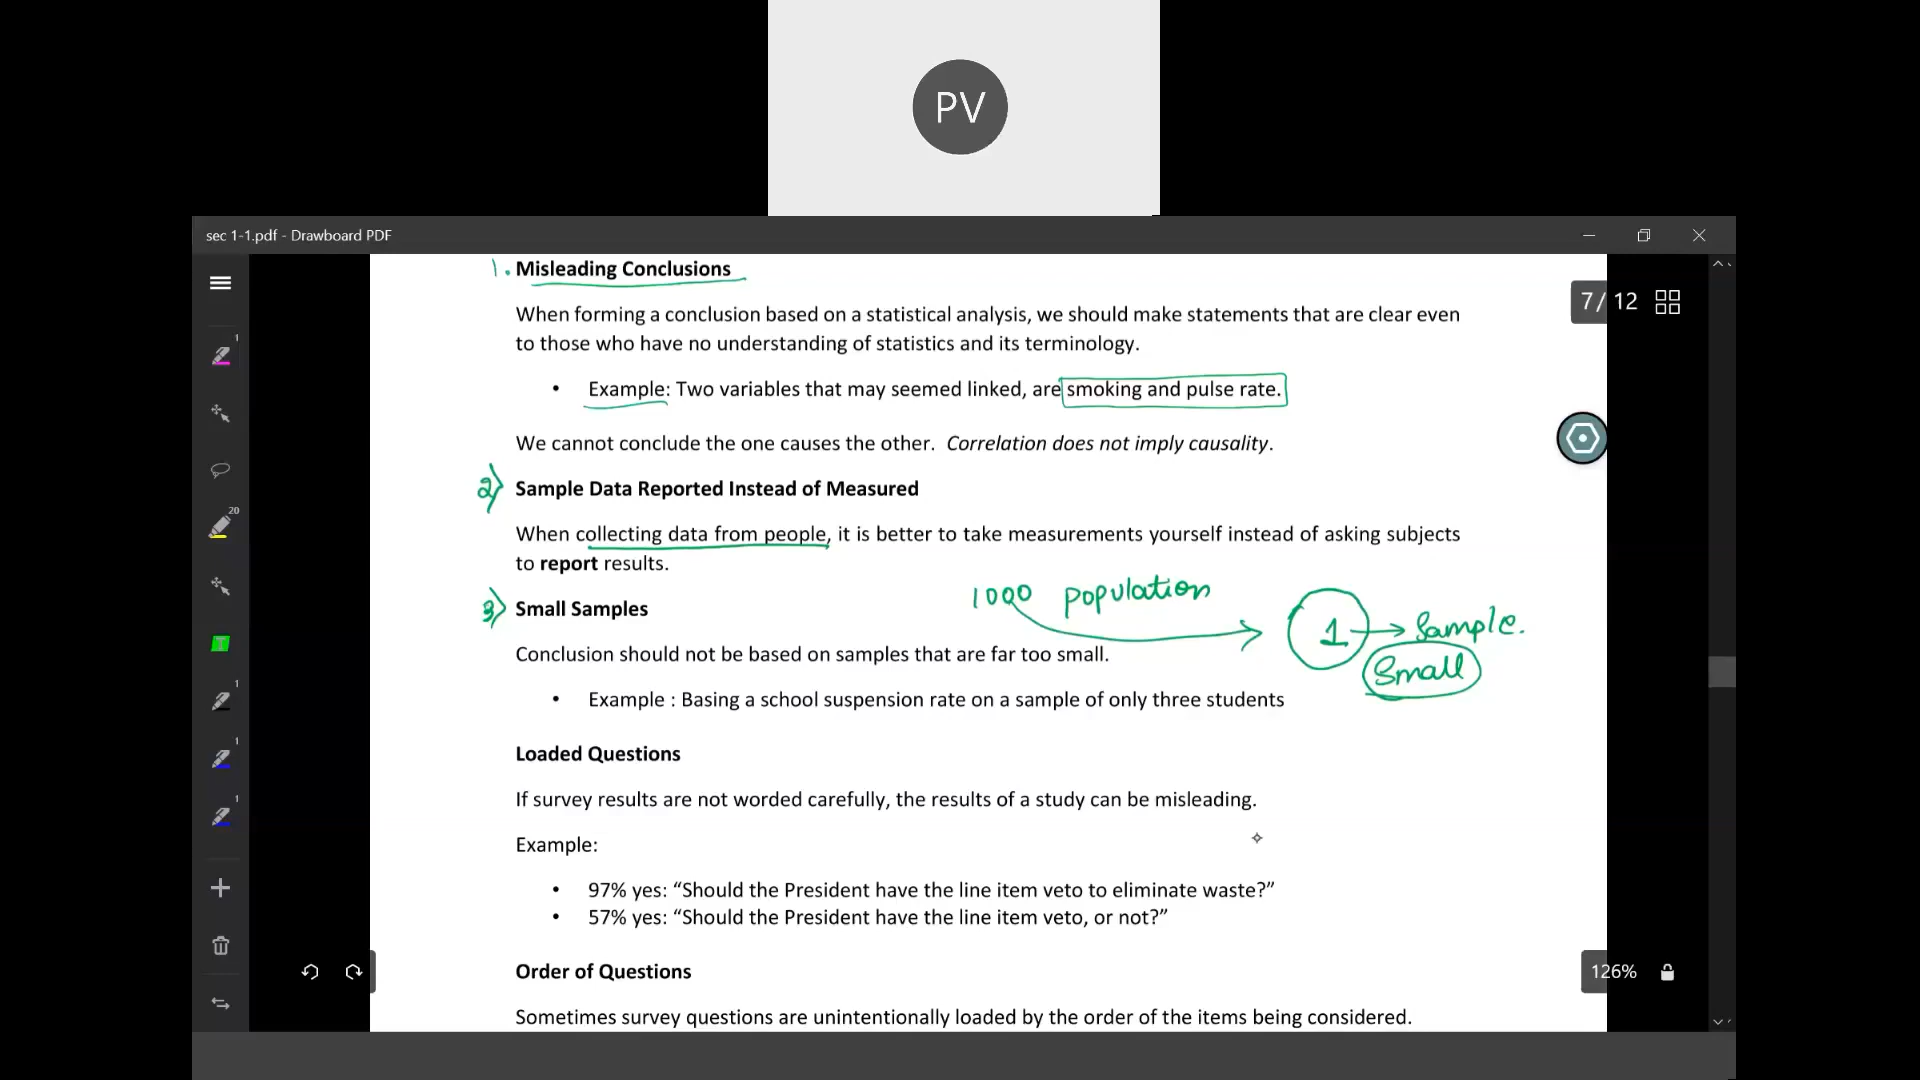 PV
sec 1-1.pdf - Drawboard PDF
1. Misleading Conclusions
7 / 12
When forming a conclusion based on a statistical analysis, we should make statements that are clear even
to those who have no understanding of statistics and its terminology.
• Example: Two variables that may seemed linked, are smoking and pulse rate.
We cannot conclude the one causes the other. Correlation does not imply causality.
2) Sample Data Reported Instead of Measured
When collecting data from people, it is better to take measurements yourself instead of asking subjects
to report results.
1000 population
1 → Sample.
Small
3) Small Samples
Conclusion should not be based on samples that are far too small.
• Example : Basing a school suspension rate on a sample of only three students
Loaded Questions
If survey results are not worded carefully, the results of a study can be misleading.
Example:
• 97% yes: “Should the President have the line item veto to eliminate waste?”
• 57% yes: “Should the President have the line item veto, or not?”
Order of Questions
126%
Sometimes survey questions are unintentionally loaded by the order of the items being considered.
1
20
1
1
1